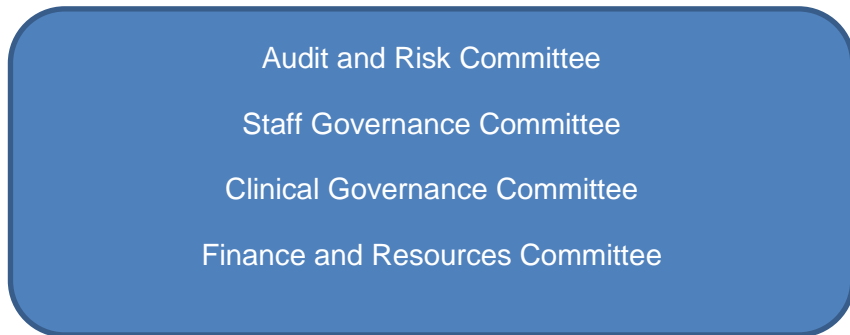 Audit and Risk Committee
Staff Governance Committee
Clinical Governance Committee
Finance and Resources Committee